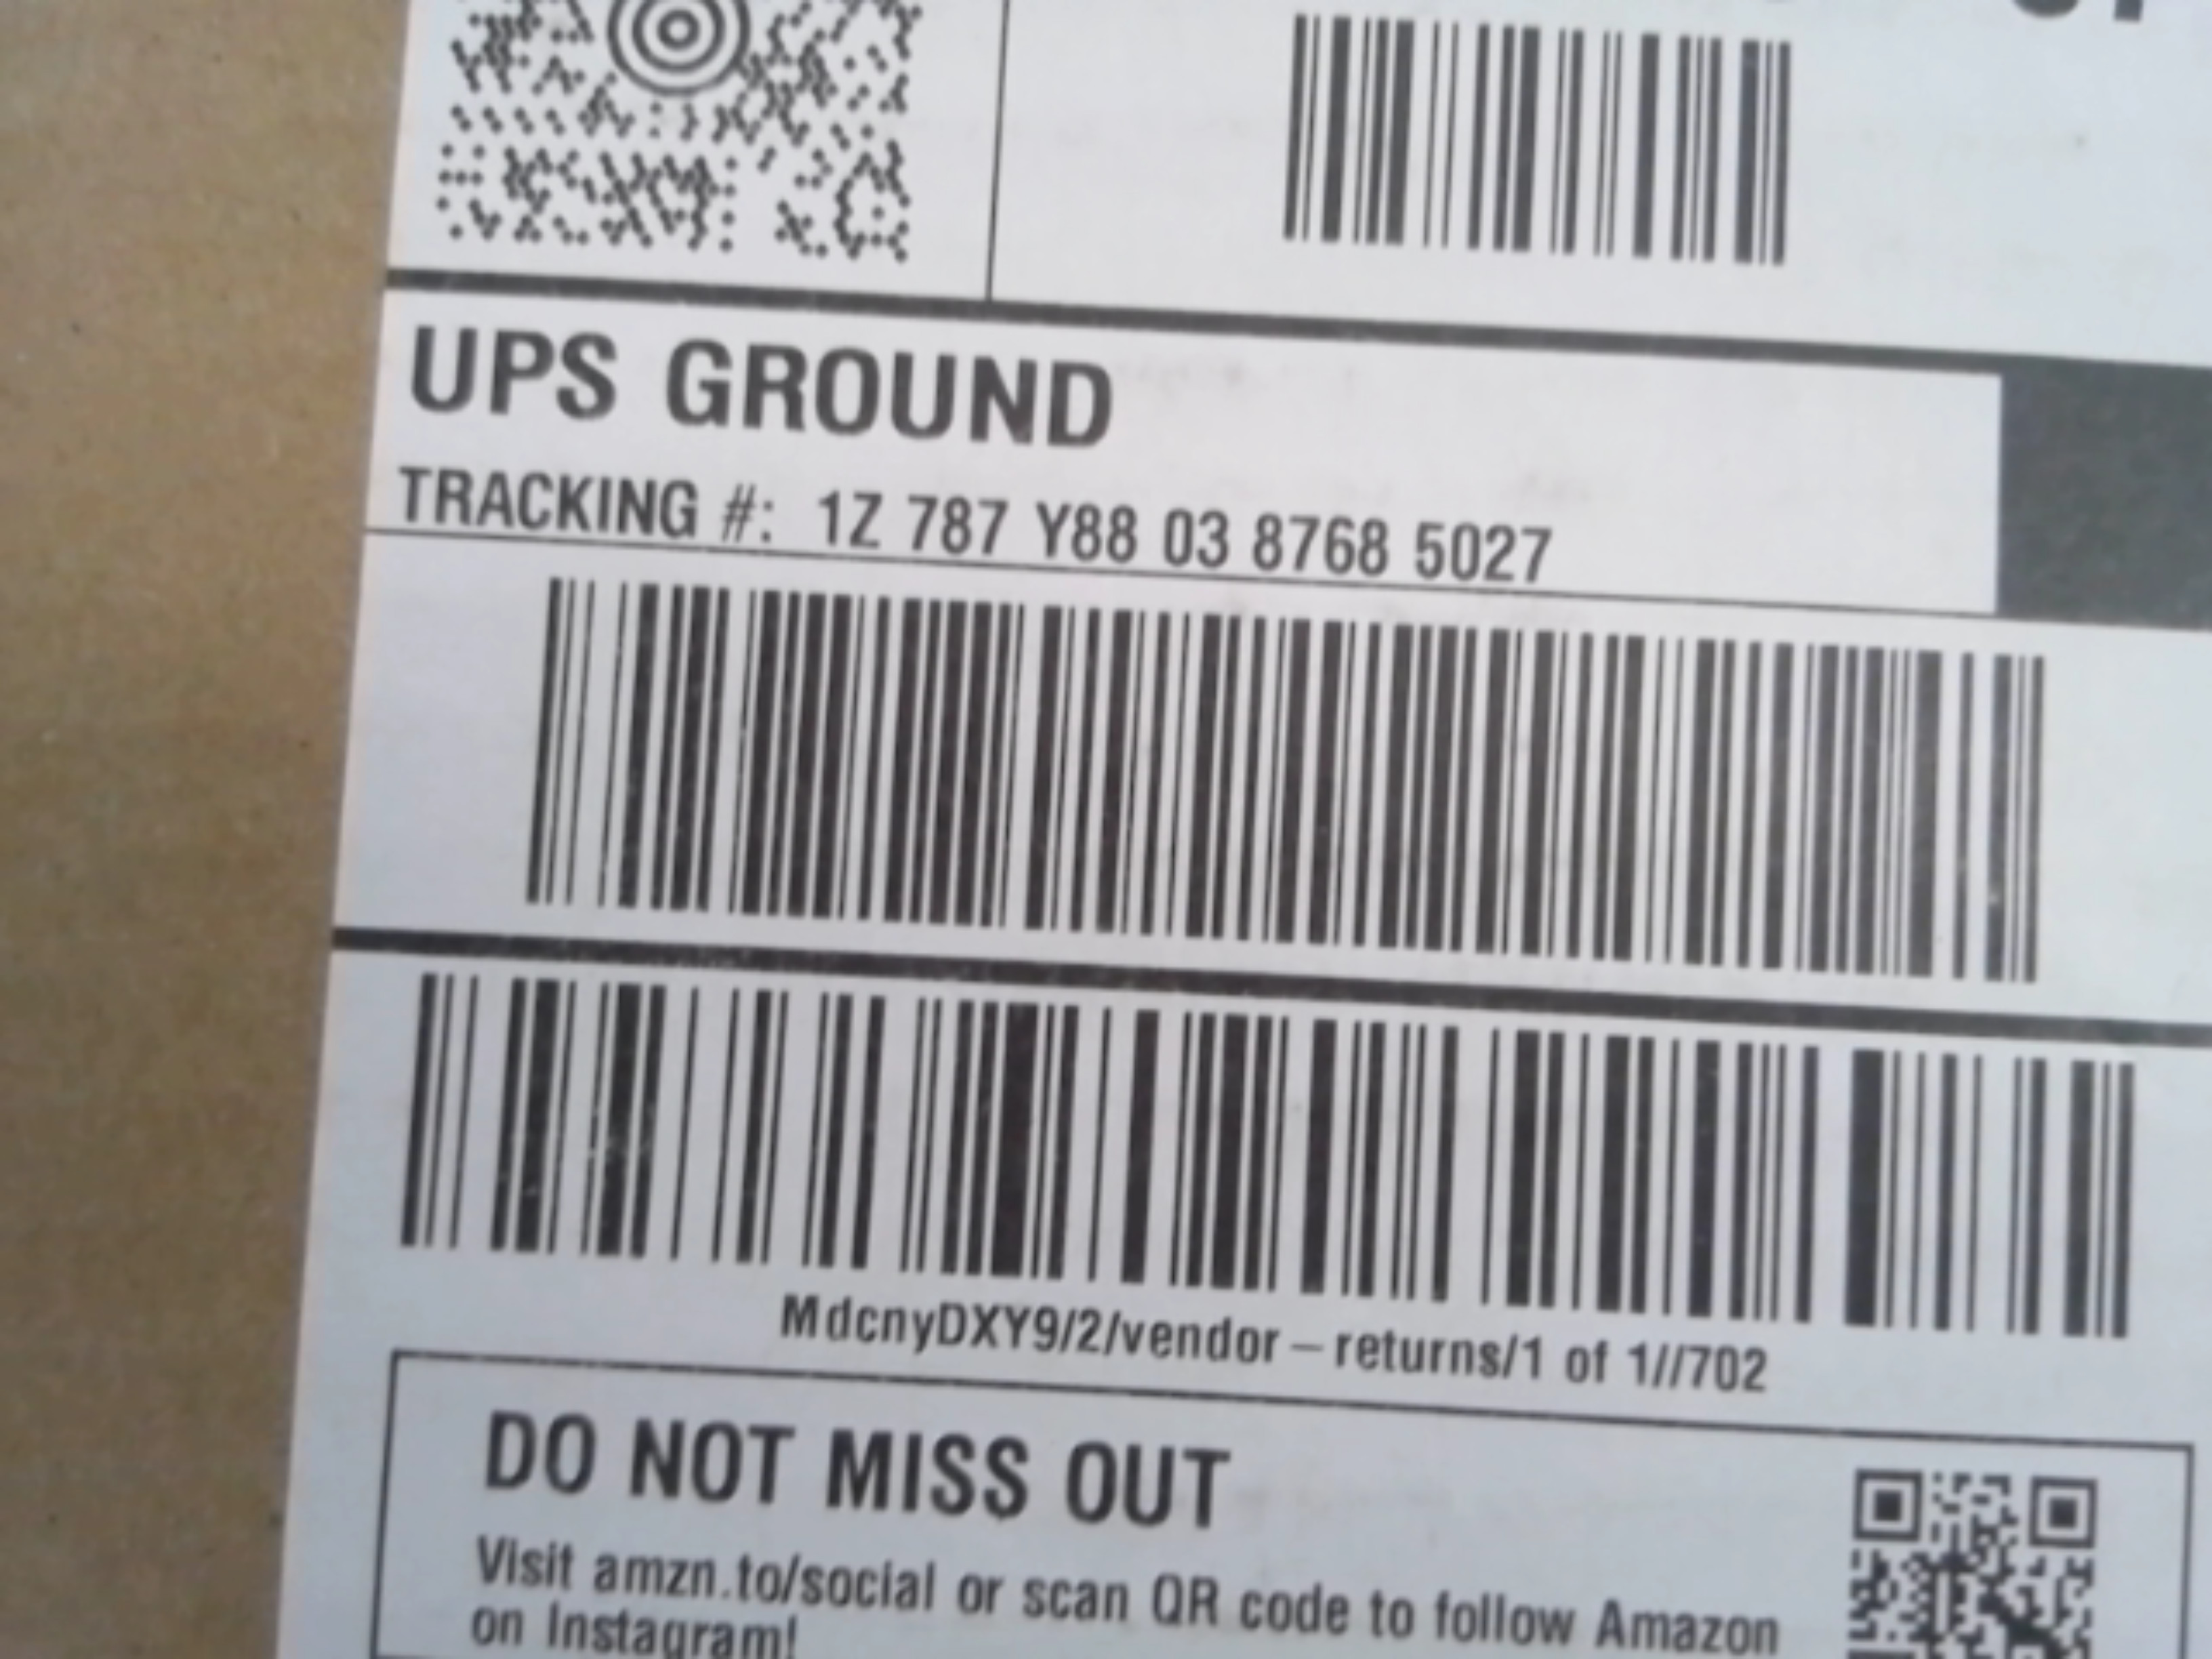 UPS GROUND
TRACKING #: 1Z 787 Y88 03 8768 5027
MdcnyDXY9/2/vendor – returns/1 of 1//702
DO NOT MISS OUT
Visit amzn.to/social or scan QR code to follow Amazon
on Instagram!